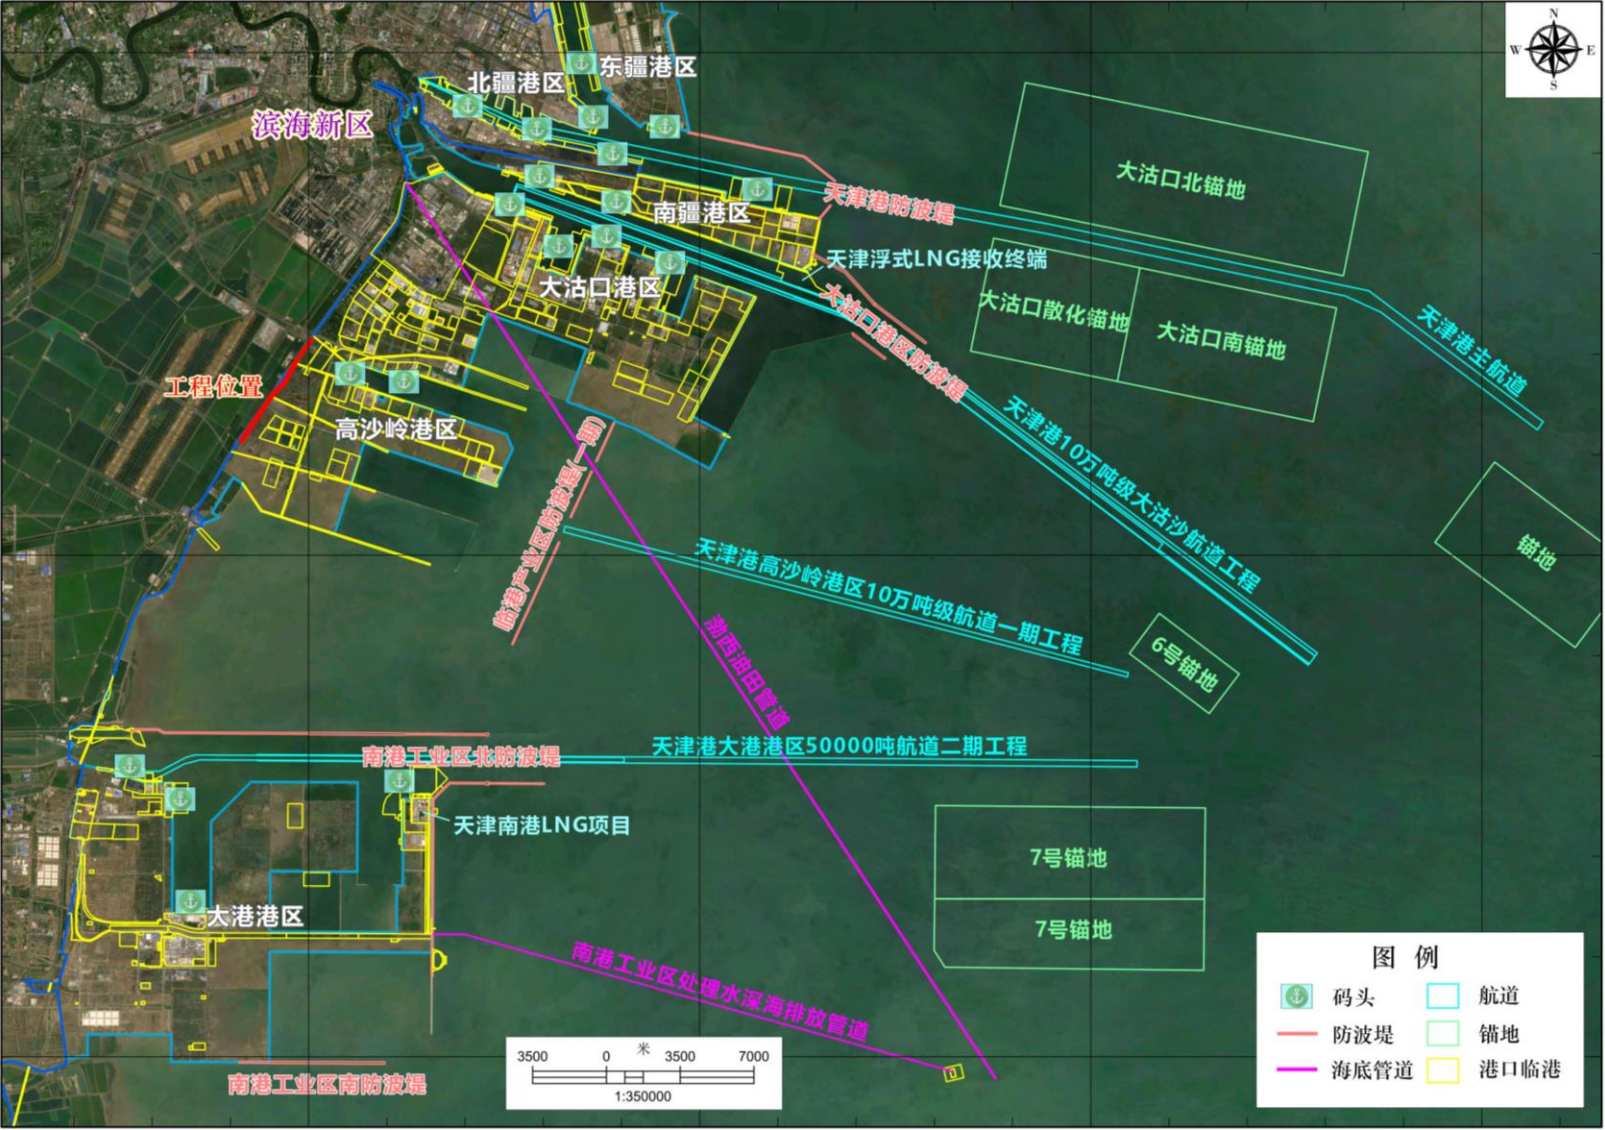 N
W E
S
北疆港区
东疆港区
滨海新区
大沽口北锚地
天津港防波堤
南疆港区
天津浮式LNG接收终端
大沽口港区
大沽口港区防波堤
大沽口散化锚地
大沽口南锚地
天津港主航道
工程位置
高沙岭港区
天津港10万吨级大沽沙航道工程
临港产业区防波堤(一期)
锚地
天津港高沙岭港区10万吨级航道一期工程
6号锚地
渤西油田管道
南港工业区北防波堤
天津港大港港区50000吨航道二期工程
天津南港LNG项目
7号锚地
7号锚地
大港港区
南港工业区处理水深海排放管道
南港工业区南防波堤
3500 0 米 3500 7000
1:350000
图 例
码头
航道
防波堤
锚地
海底管道
港口临港